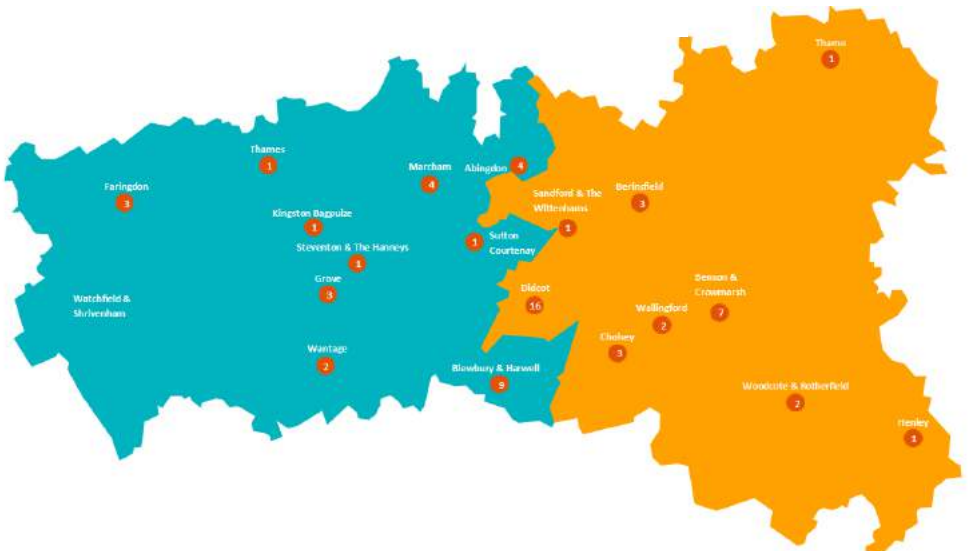 Thame
1
Thames
1
Marcham
4
Abingdon
4
Faringdon
3
Sandford & The
Wittenhams
1
Berinsfield
3
Kingston Bagpuize
1
Sutton
Courtenay
1
Steventon & The Hanneys
1
Grove
3
Watchfield &
Shrivenham
Didcot
16
Benson &
Crowmarsh
7
Wallingford
2
Cholsey
3
Wantage
2
Blewbury & Harwell
9
Woodcote & Rotherfield
2
Henley
1